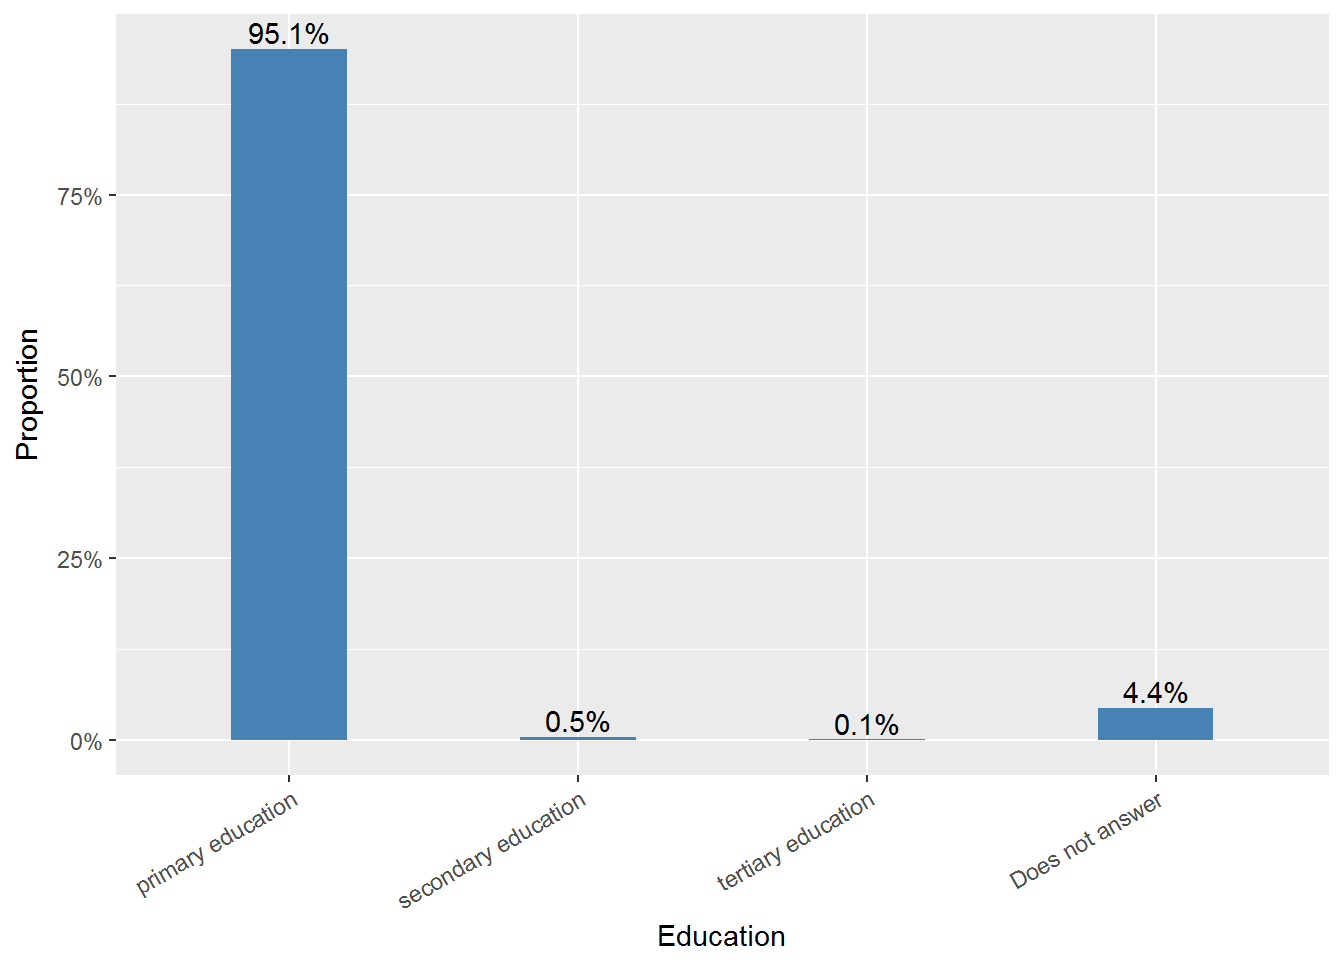 95.1%
0.5%
0.1%
4.4%
75%
50%
25%
0%
Proportion
primary education
secondary education
tertiary education
Does not answer
Education